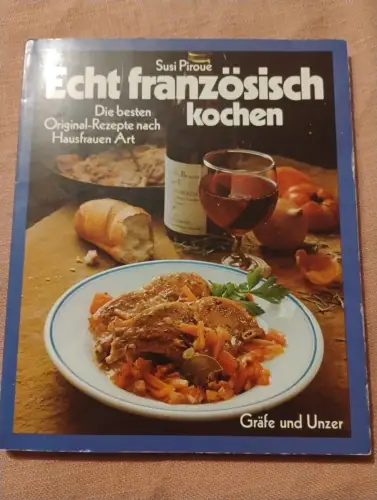 Susi Piroué
Echt französisch
kochen
Die besten
Original-Rezepte nach
Hausfrauen Art
Gräfe und Unzer